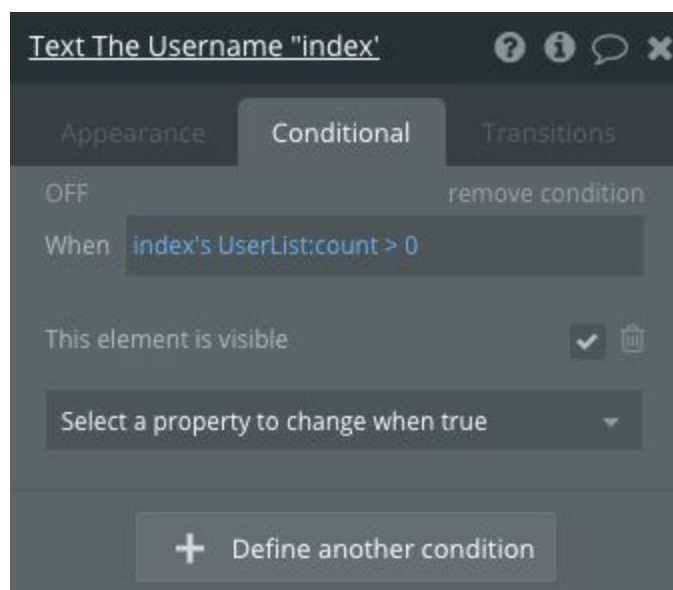 Text The Username "index'
Appearance Conditional Transitions
OFF remove condition
When index's UserList:count > 0
This element is visible
Select a property to change when true
+ Define another condition